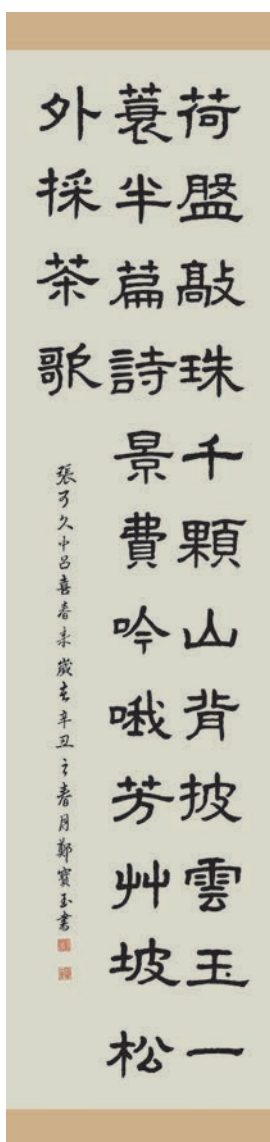 荷盤敲珠千顆山背披雲玉一
蓑半篇詩景費吟哦芳艸坡松
外採茶歌
張可久中呂喜春來歲去辛丑之春月鄭寶玉書